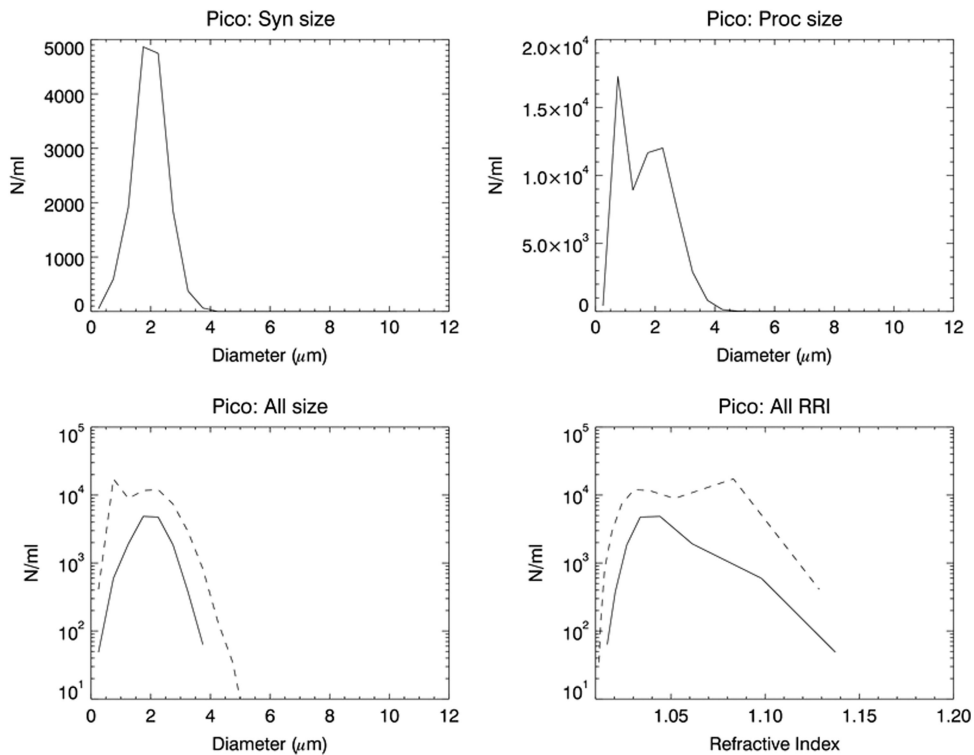 Pico: Syn size
5000
4000
3000
2000
1000
0
N/ml
0 2 4 6 8 10 12
Diameter (μm)
Pico: Proc size
2.0×10⁴
1.5×10⁴
1.0×10⁴
5.0×10³
0
N/ml
0 2 4 6 8 10 12
Diameter (μm)
Pico: All size
10⁵
10⁴
10³
10²
10¹
N/ml
0 2 4 6 8 10 12
Diameter (μm)
Pico: All RRI
10⁵
10⁴
10³
10²
10¹
N/ml
1.05 1.10 1.15 1.20
Refractive Index